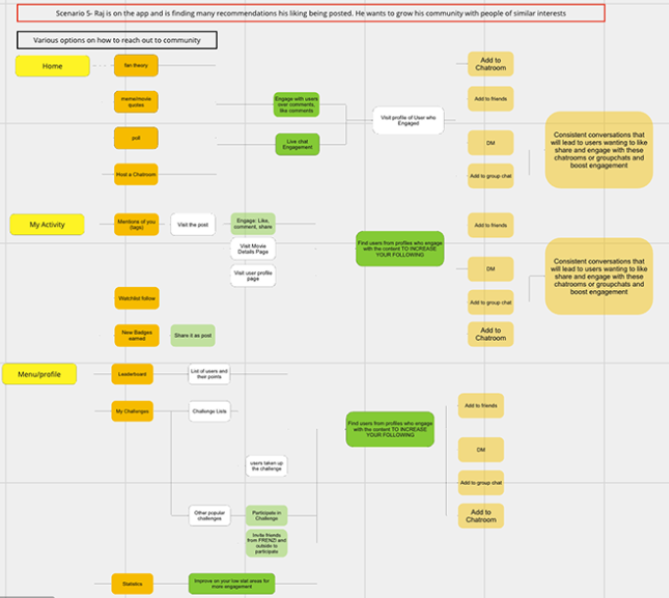 Scenario 5- Raj is on the app and is finding many recommendations his liking being posted. He wants to grow his community with people of similar interests
Various options on how to reach out to community
Home
fan theory
meme/movie
quotes
poll
Host a Chatroom
Engage with users
over comments,
like comments
Live chat
Engagement
Visit profile of User who
Engaged
Add to
Chatroom
Add to friends
DM
Add to group chat
Consistent conversations that
will lead to users wanting to like
share and engage with these
chatrooms or groupchats and
boost engagement
My Activity
Mentions of you
(tags)
Visit the post
Engage: Like,
comment, share
Visit Movie
Details Page
Visit user profile
page
Watchlist follow
New Badges
earned
Share it as post
Find users from profiles who engage
with the content TO INCREASE
YOUR FOLLOWING
Add to friends
DM
Add to group chat
Add to
Chatroom
Consistent conversations that
will lead to users wanting to like
share and engage with these
chatrooms or groupchats and
boost engagement
Menu/profile
Leaderboard
List of users and
their points
My Challenges
Challenge Lists
users taken up
the challenge
Other popular
challenges
Participate in
Challenge
Invite friends
from FRENZI and
outside to
participate
Find users from profiles who engage
with the content TO INCREASE
YOUR FOLLOWING
Add to friends
DM
Add to group chat
Add to
Chatroom
Statistics
Improve on your low stat areas for
more engagement